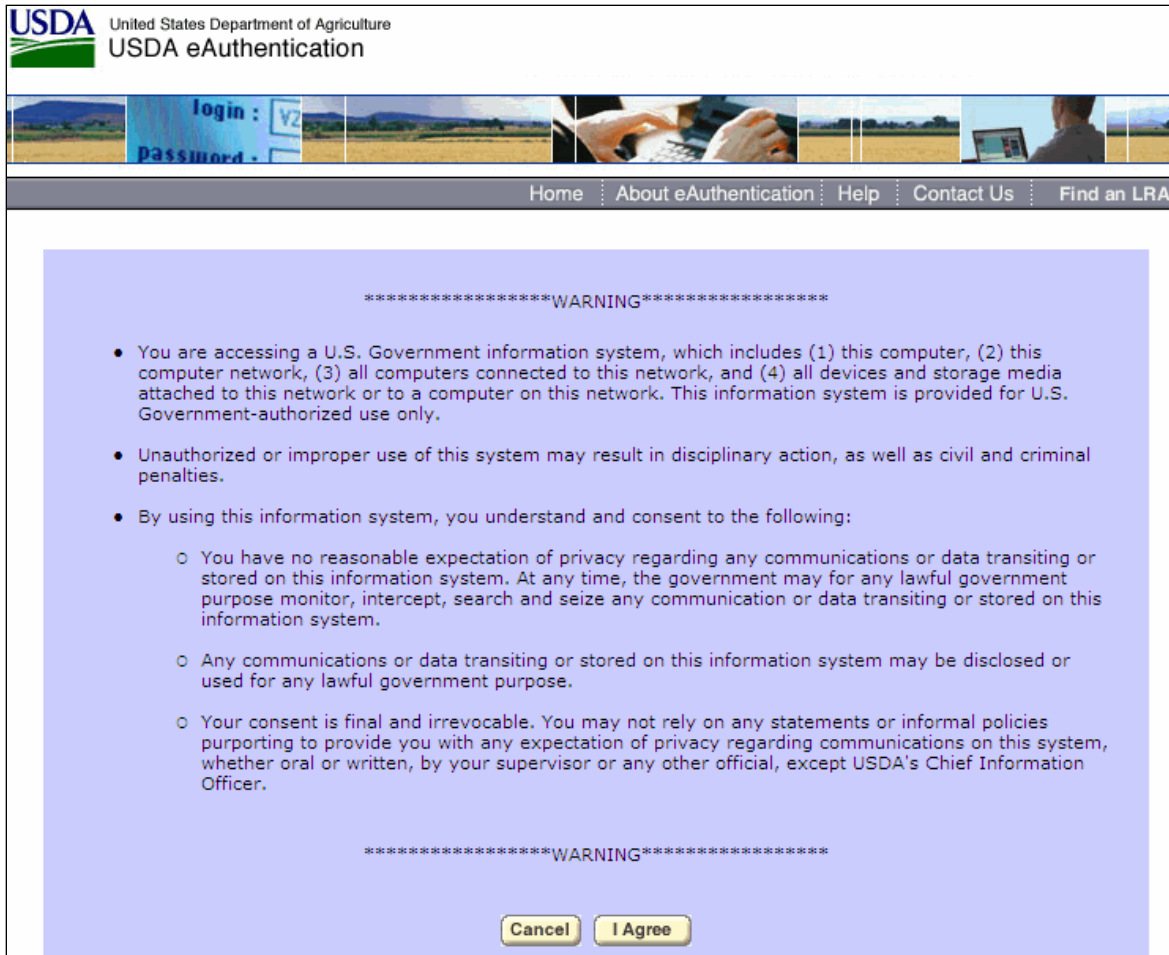 USDA
United States Department of Agriculture
USDA eAuthentication
login : VZ
password :
Home About eAuthentication Help Contact Us Find an LRA
*****************WARNING*****************
● You are accessing a U.S. Government information system, which includes (1) this computer, (2) this
computer network, (3) all computers connected to this network, and (4) all devices and storage media
attached to this network or to a computer on this network. This information system is provided for U.S.
Government-authorized use only.
● Unauthorized or improper use of this system may result in disciplinary action, as well as civil and criminal
penalties.
● By using this information system, you understand and consent to the following:
○ You have no reasonable expectation of privacy regarding any communications or data transiting or
stored on this information system. At any time, the government may for any lawful government
purpose monitor, intercept, search and seize any communication or data transiting or stored on this
information system.
○ Any communications or data transiting or stored on this information system may be disclosed or
used for any lawful government purpose.
○ Your consent is final and irrevocable. You may not rely on any statements or informal policies
purporting to provide you with any expectation of privacy regarding communications on this system,
whether oral or written, by your supervisor or any other official, except USDA's Chief Information
Officer.
*****************WARNING*****************
Cancel I Agree